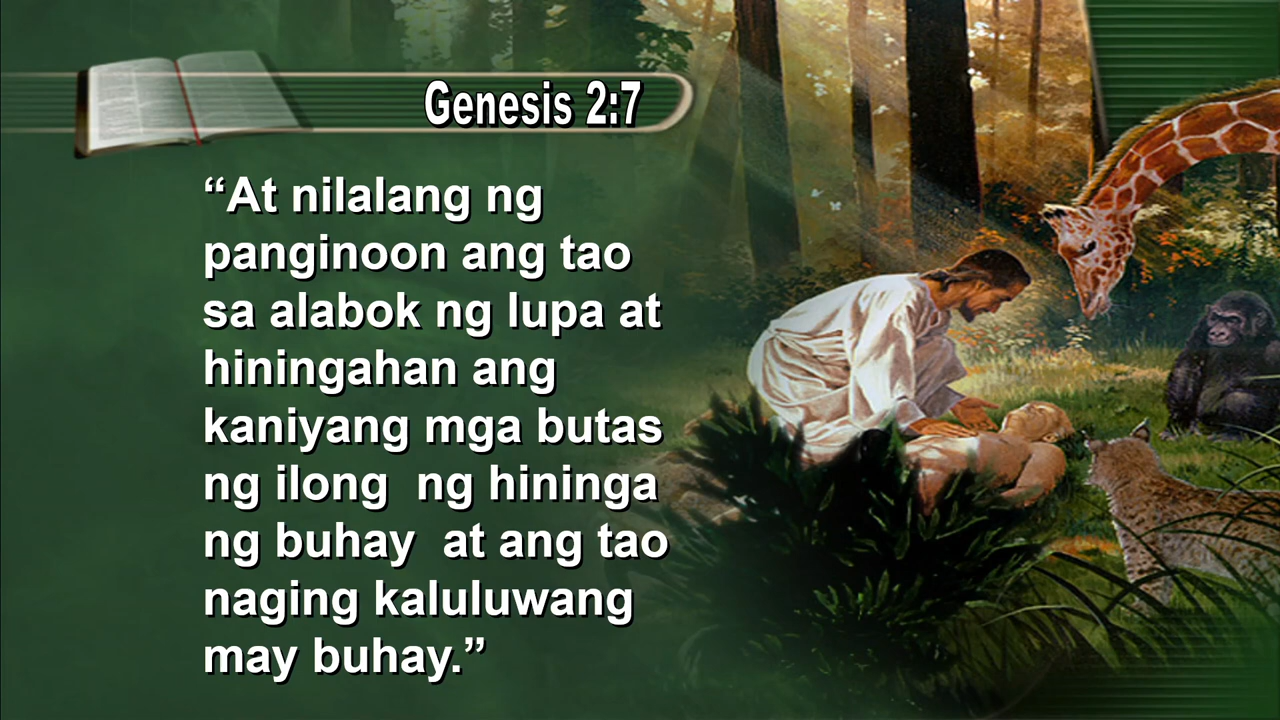 Genesis 2:7
“At nilalang ng
panginoon ang tao
sa alabok ng lupa at
hiningahan ang
kaniyang mga butas
ng ilong  ng hininga
ng buhay  at ang tao
naging kaluluwang
may buhay.”